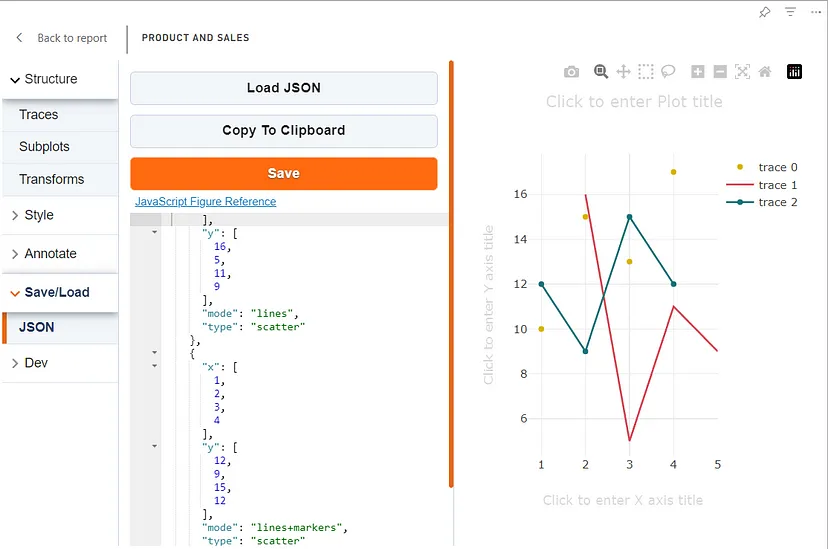 Back to report
PRODUCT AND SALES
Structure
Traces
Subplots
Transforms
Style
Annotate
Save/Load
JSON
Dev
Load JSON
Copy To Clipboard
Save
JavaScript Figure Reference
],
"y": [
16,
5,
11,
9
],
"mode": "lines",
"type": "scatter"
},
{
"x": [
1,
2,
3,
4
],
"y": [
12,
9,
15,
12
],
"mode": "lines+markers",
"type": "scatter"
Click to enter Plot title
trace 0
trace 1
trace 2
16
14
12
10
8
6
Click to enter Y axis title
1 2 3 4 5
Click to enter X axis title